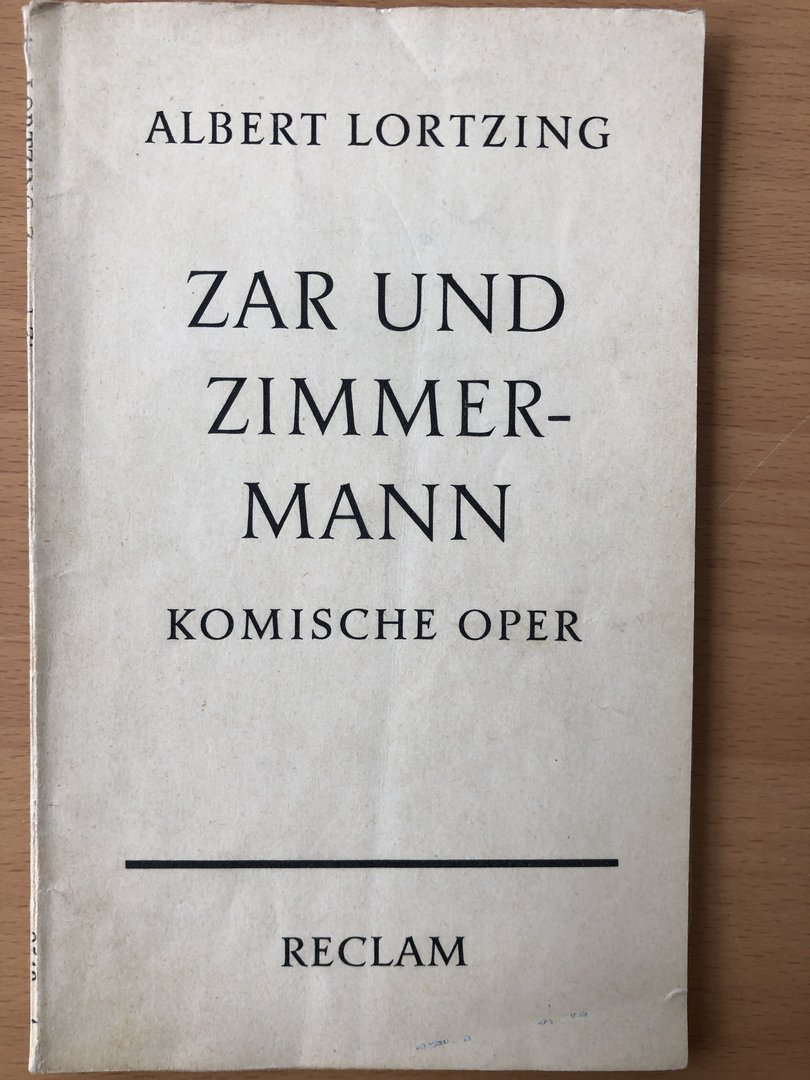 ALBERT LORTZING
ZAR UND
ZIMMER-
MANN
KOMISCHE OPER
RECLAM